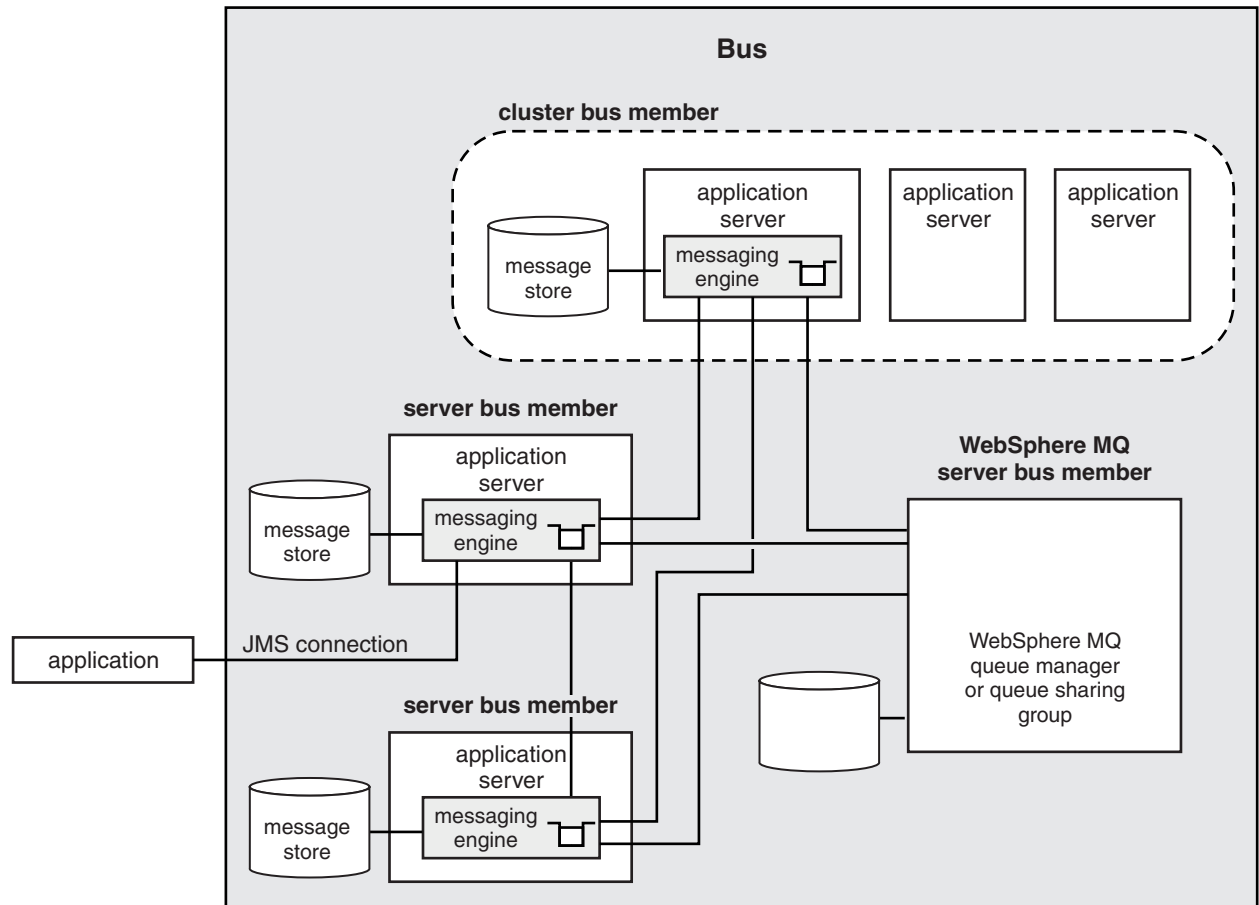 Bus
cluster bus member
application
server
application
server
application
server
messaging
engine
message
store
server bus member
application
server
messaging
engine
message
store
WebSphere MQ
server bus member
WebSphere MQ
queue manager
or queue sharing
group
application
JMS connection
server bus member
application
server
messaging
engine
message
store